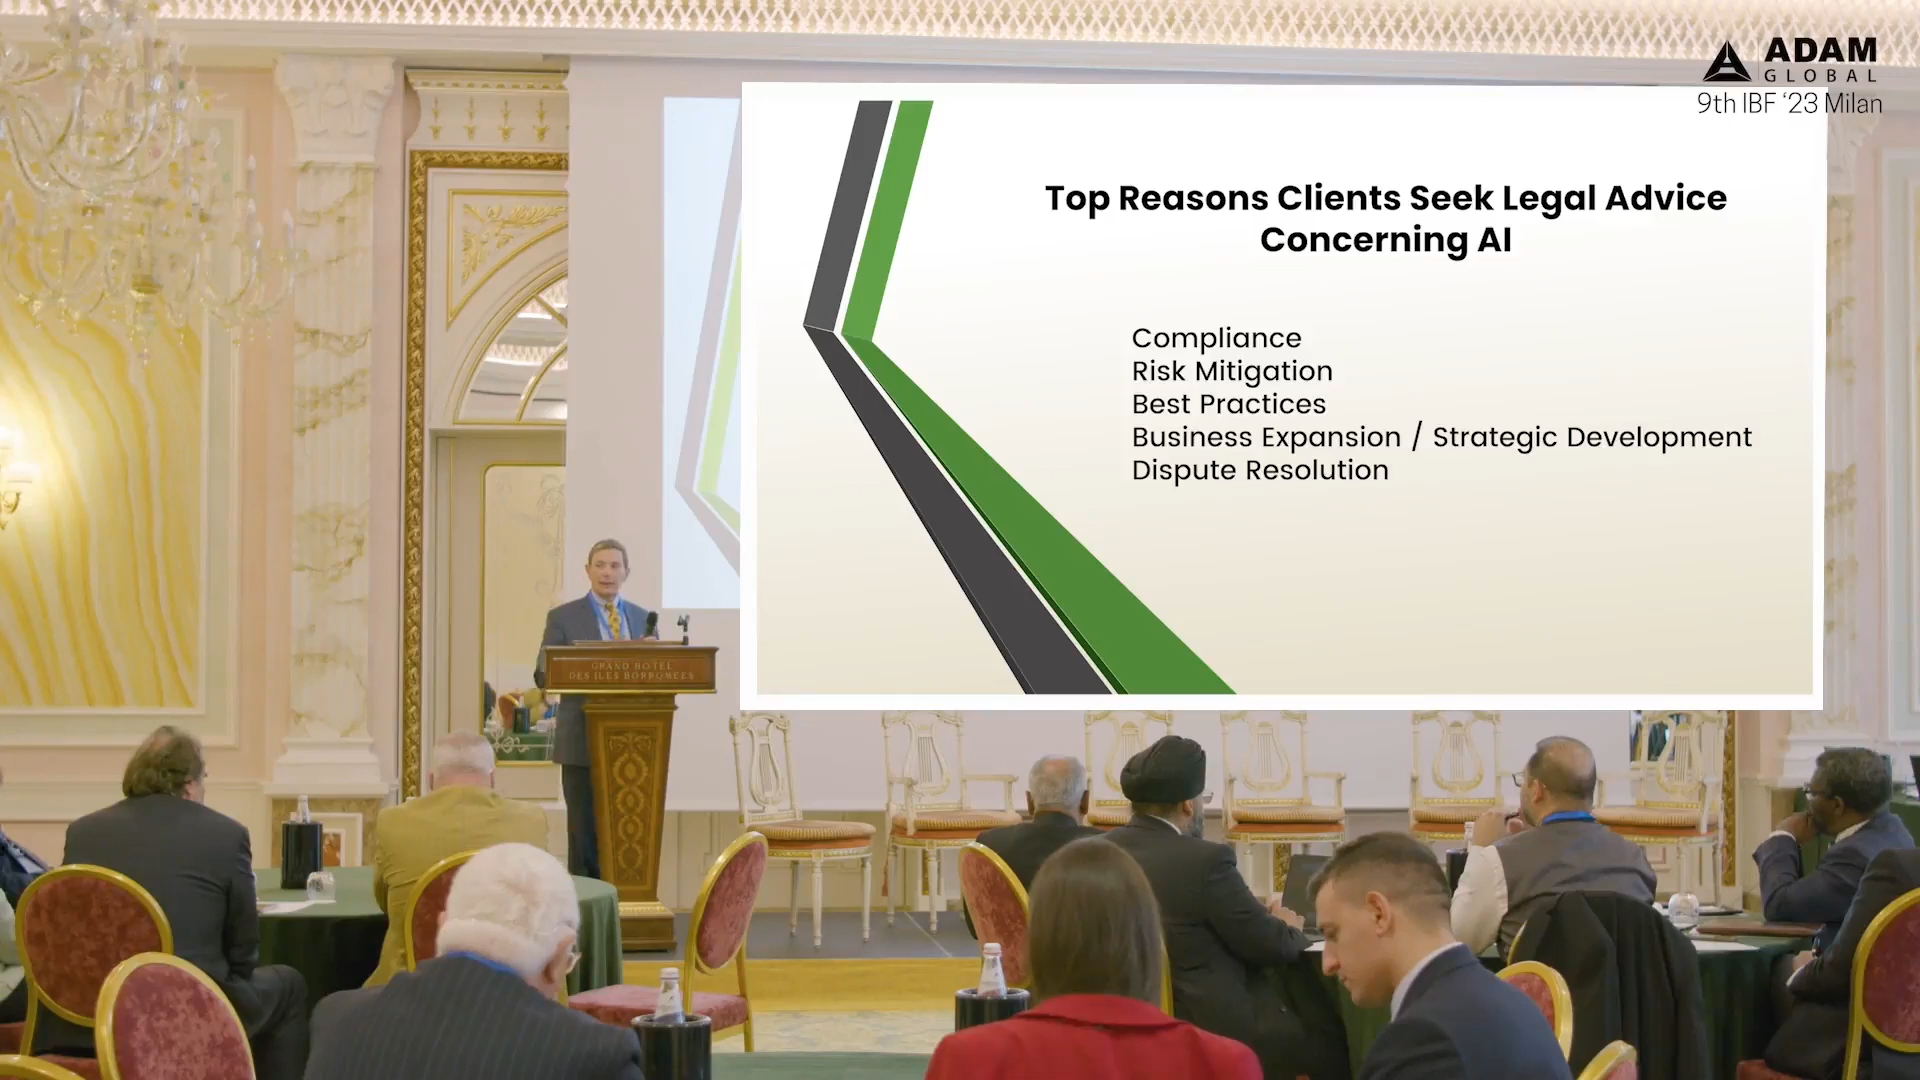 ADAM
GLOBAL
9th IBF ‘23 Milan
Top Reasons Clients Seek Legal Advice
Concerning AI
Compliance
Risk Mitigation
Best Practices
Business Expansion / Strategic Development
Dispute Resolution
GRAND HOTEL
DES ILES BORROMEES